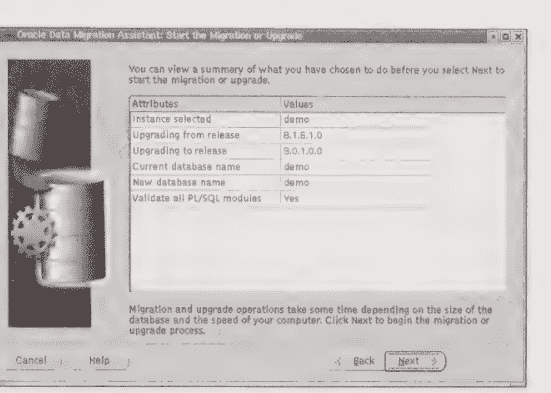 Oracle Data Migration Assistant: Start the Migration or Upgrade
You can view a summary of what you have chosen to do before you select Next to
start the migration or upgrade.
Attributes Values
Instance selected demo
Upgrading from release 8.1.6.1.0
Upgrading to release 9.0.1.0.0
Current database name demo
New database name demo
Validate all PL/SQL modules Yes
Migration and upgrade operations take some time depending on the size of the
database and the speed of your computer. Click Next to begin the migration or
upgrade process.
Cancel Help Back Next